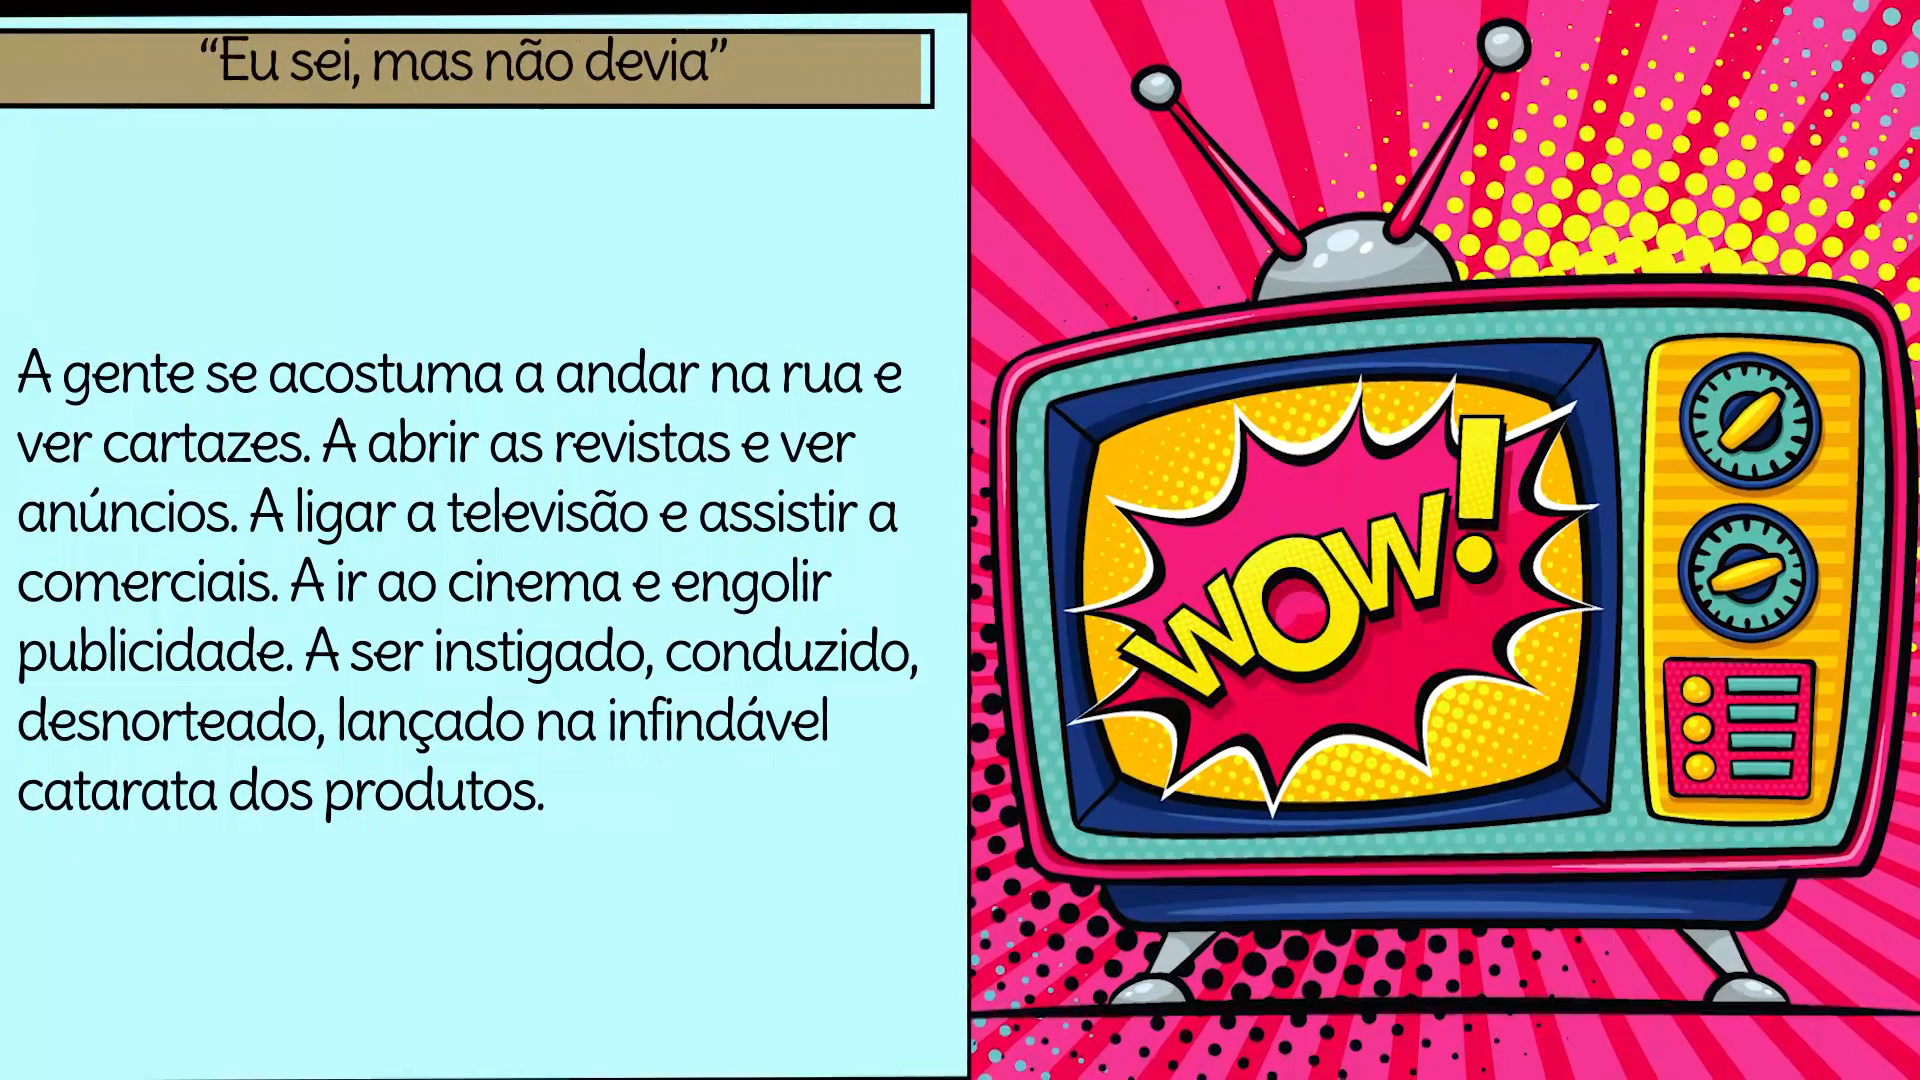 “Eu sei, mas não devia”
A gente se acostuma a andar na rua e
ver cartazes. A abrir as revistas e ver
anúncios. A ligar a televisão e assistir a
comerciais. A ir ao cinema e engolir
publicidade. A ser instigado, conduzido,
desnorteado, lançado na infindável
catarata dos produtos.
WOW!